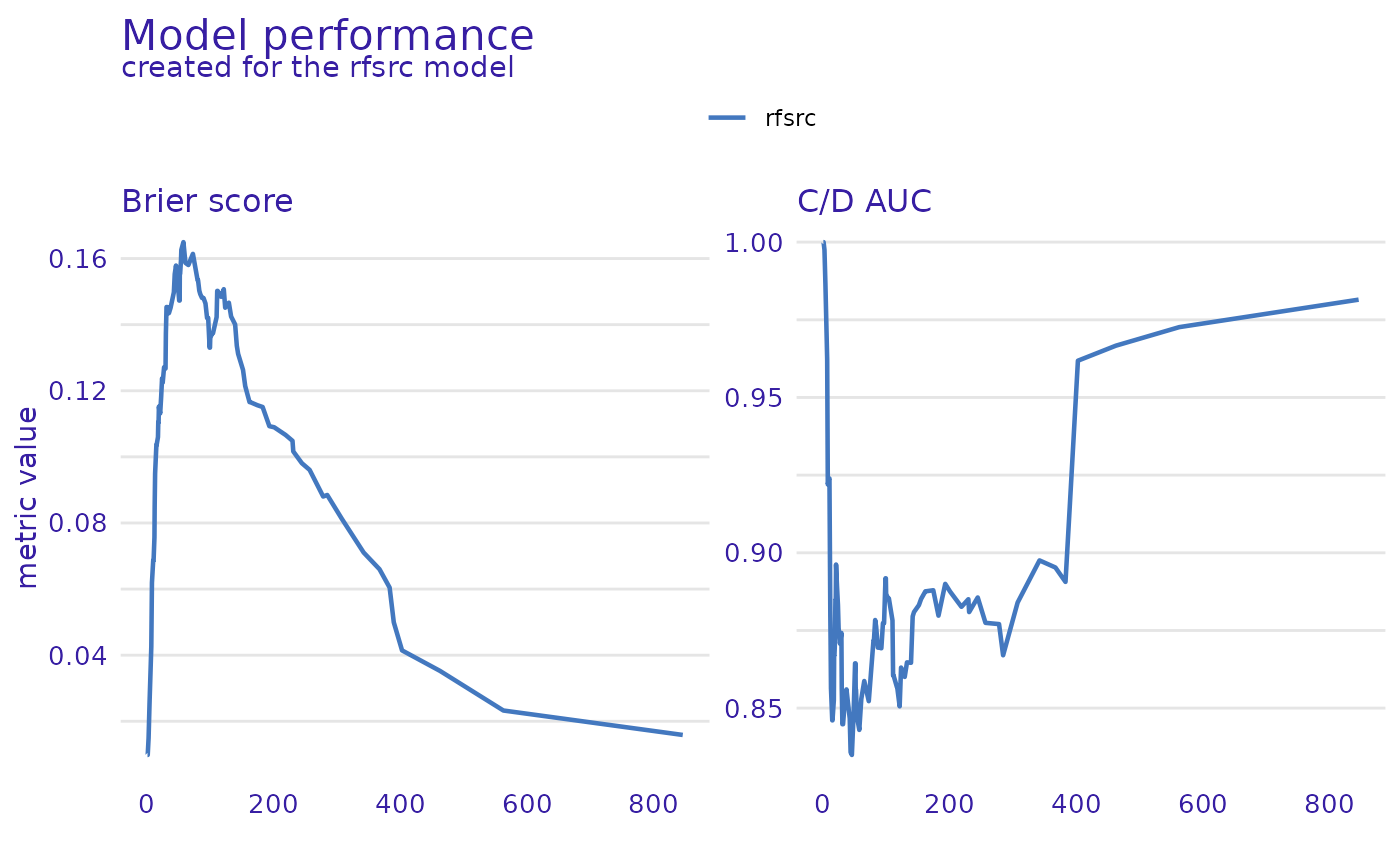 Model performance
created for the rfsrc model
rfsrc
Brier score
C/D AUC
metric value
0.16
0.12
0.08
0.04
0 200 400 600 800
1.00
0.95
0.90
0.85
0 200 400 600 800